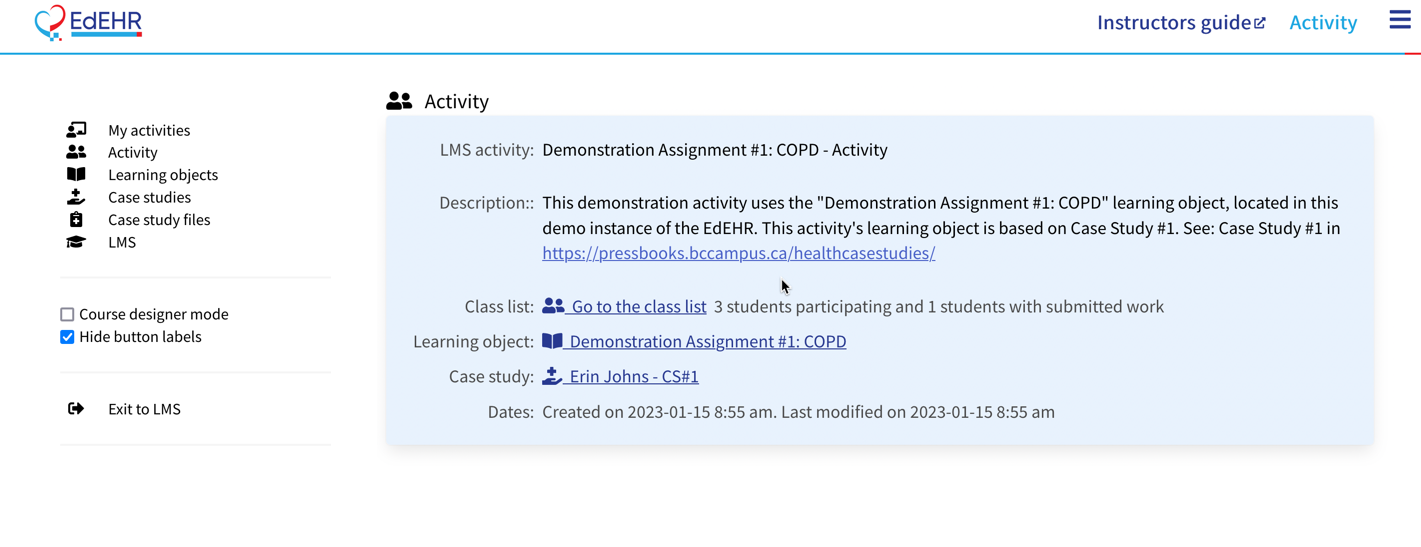 EdEHR
Instructors guide
Activity
My activities
Activity
Learning objects
Case studies
Case study files
LMS
Course designer mode
Hide button labels
Exit to LMS
Activity
LMS activity: Demonstration Assignment #1: COPD - Activity
Description:: This demonstration activity uses the "Demonstration Assignment #1: COPD" learning object, located in this
demo instance of the EdEHR. This activity's learning object is based on Case Study #1. See: Case Study #1 in
https://pressbooks.bccampus.ca/healthcasestudies/
Class list: Go to the class list 3 students participating and 1 students with submitted work
Learning object: Demonstration Assignment #1: COPD
Case study: Erin Johns - CS#1
Dates: Created on 2023-01-15 8:55 am. Last modified on 2023-01-15 8:55 am